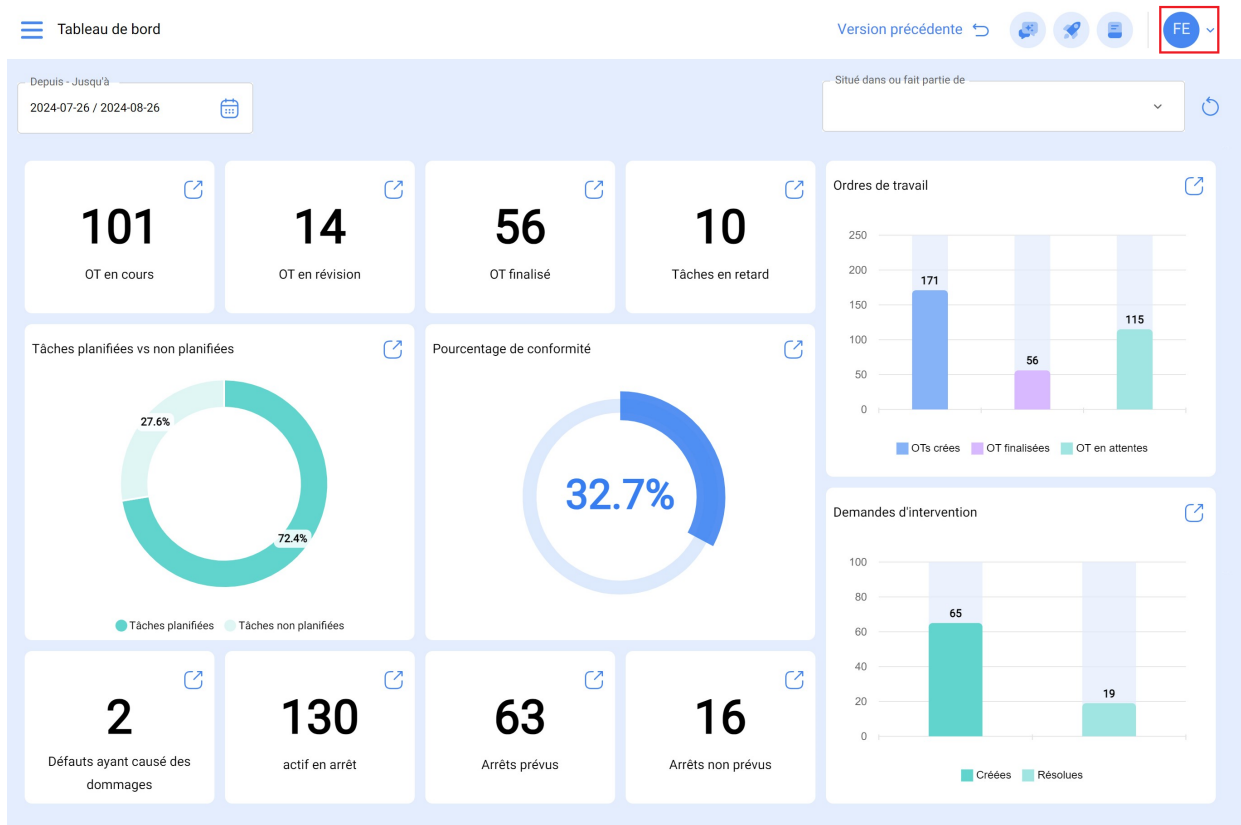 Tableau de bord
Version précédente
FE
Depuis - Jusqu'à
2024-07-26 / 2024-08-26
Situé dans ou fait partie de
101
OT en cours
14
OT en révision
56
OT finalisé
10
Tâches en retard
Ordres de travail
250
200
150
100
50
0
171
56
115
OTs crées
OT finalisées
OT en attentes
Tâches planifiées vs non planifiées
27.6%
72.4%
Tâches planifiées
Tâches non planifiées
Pourcentage de conformité
32.7%
Demandes d'intervention
100
80
60
40
20
0
65
19
Créées
Résolues
2
Défauts ayant causé des
dommages
130
actif en arrêt
63
Arrêts prévus
16
Arrêts non prévus